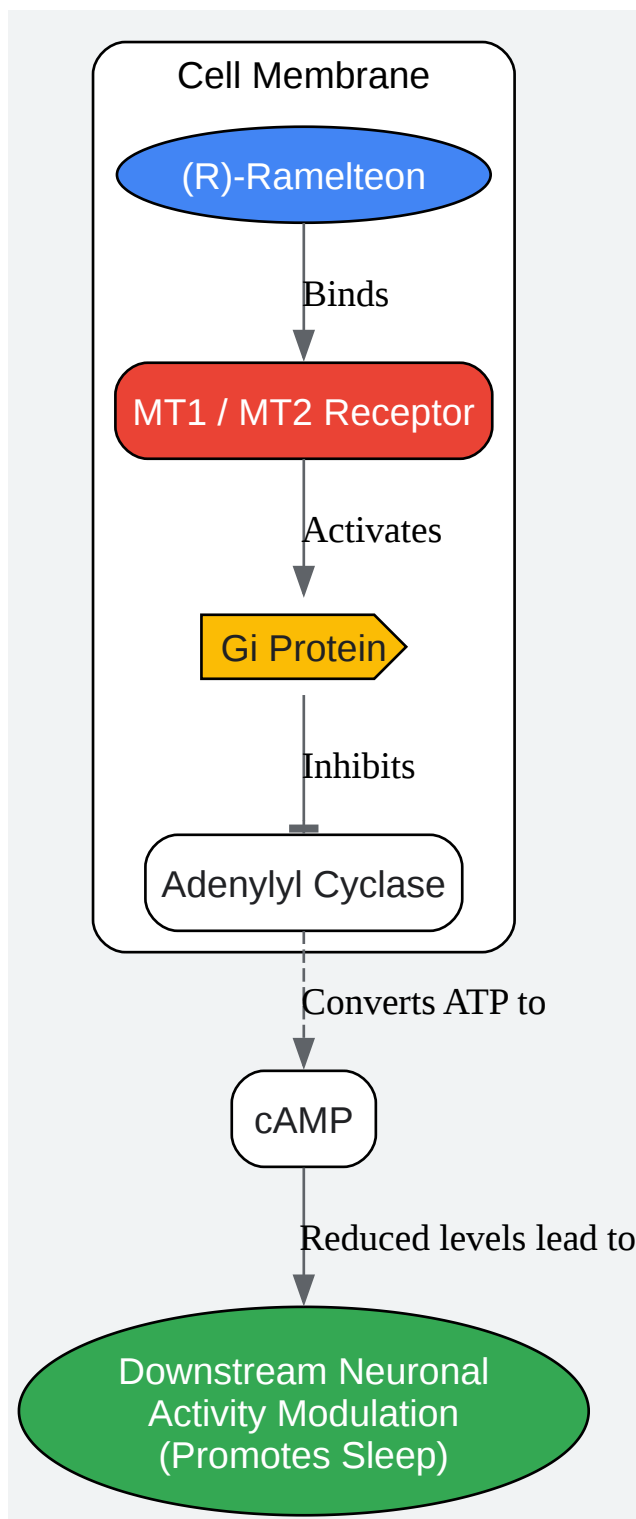 Cell Membrane
(R)-Ramelteon
Binds
MT1 / MT2 Receptor
Activates
Gi Protein
Inhibits
Adenylyl Cyclase
Converts ATP to
cAMP
Reduced levels lead to
Downstream Neuronal
Activity Modulation
(Promotes Sleep)